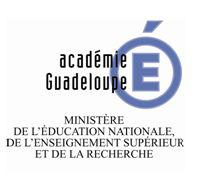 académie
Guadeloupe
MINISTÈRE
DE L'ÉDUCATION NATIONALE,
DE L'ENSEIGNEMENT SUPÉRIEUR
ET DE LA RECHERCHE